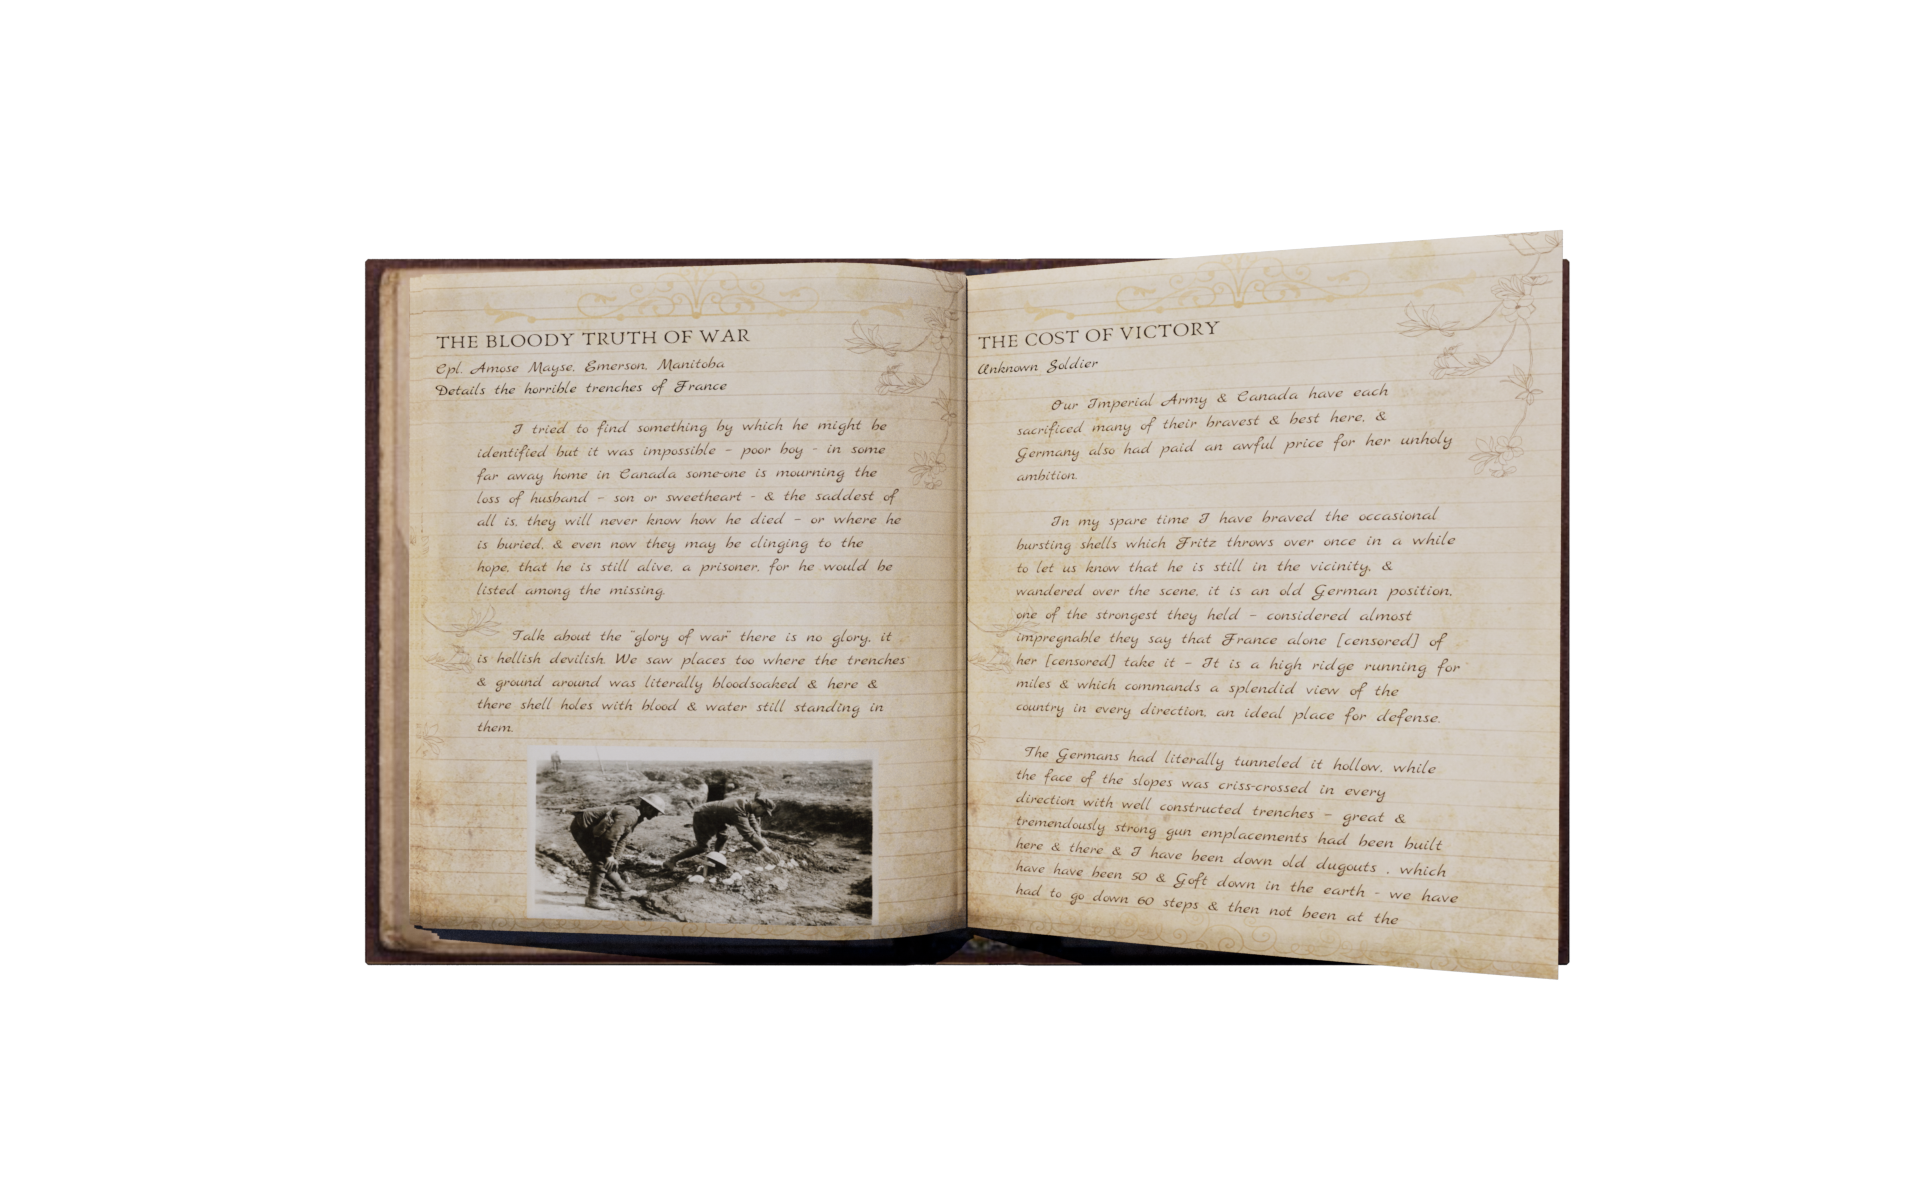 THE BLOODY TRUTH OF WAR
Cpl. Amose Mayse, Emerson, Manitoba
Details the horrible trenches of France
I tried to find something by which he might be
identified but it was impossible - poor boy - in some
far away home in Canada some-one is mourning the
loss of husband - son or sweetheart - & the saddest of
all is, they will never know how he died - or where he
is buried, & even now they may be clinging to the
hope, that he is still alive, a prisoner, for he would be
listed among the missing.
Talk about the "glory of war" there is no glory, it
is hellish devilish. We saw places too where the trenches
& ground around was literally bloodsoaked & here &
there shell holes with blood & water still standing in
them.
THE COST OF VICTORY
Unknown Soldier
Our Imperial Army & Canada have each
sacrificed many of their bravest & best here, &
Germany also had paid an awful price for her unholy
ambition.
In my spare time I have braved the occasional
bursting shells which Fritz throws over once in a while
to let us know that he is still in the vicinity, &
wandered over the scene, it is an old German position,
one of the strongest they held - considered almost
impregnable they say that France alone [censored] of
her [censored] take it - It is a high ridge running for
miles & which commands a splendid view of the
country in every direction, an ideal place for defense.
The Germans had literally tunneled it hollow, while
the face of the slopes was criss-crossed in every
direction with well constructed trenches - great &
tremendously strong gun emplacements had been built
here & there & I have been down old dugouts , which
have have been 50 & Goft down in the earth - we have
had to go down 60 steps & then not been at the